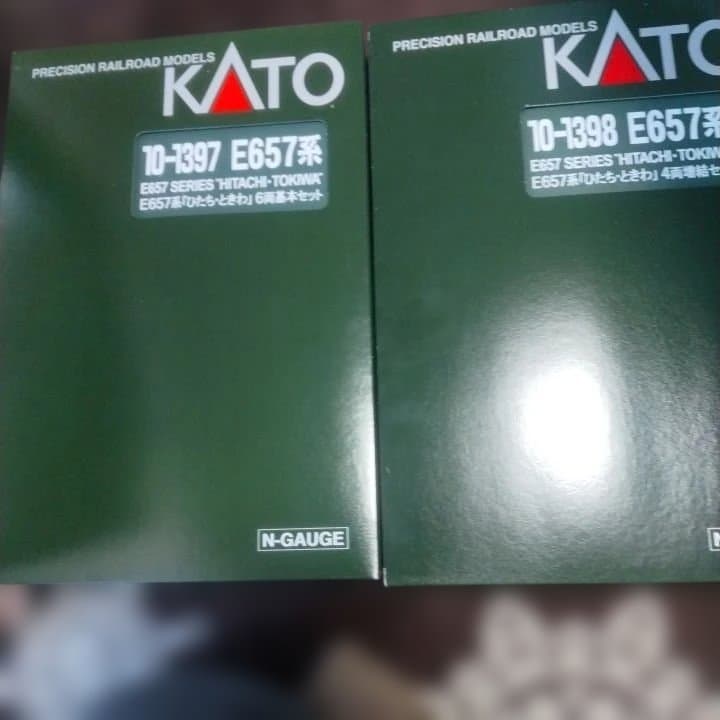 PRECISION RAILROAD MODELS
KATO
10-1397 E657系
E657 SERIES "HITACHI・TOKIWA"
E657系「ひたち・ときわ」 6両基本セット
N-GAUGE
PRECISION RAILROAD MODELS
KATO
10-1398 E657系
E657 SERIES "HITACHI・TOKIWA
E657系「ひたち・ときわ」 4両増結セ
N